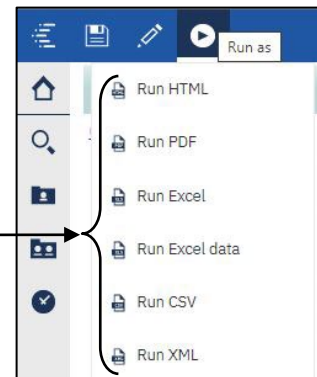 Run as
Run HTML
Run PDF
Run Excel
Run Excel data
Run CSV
Run XML